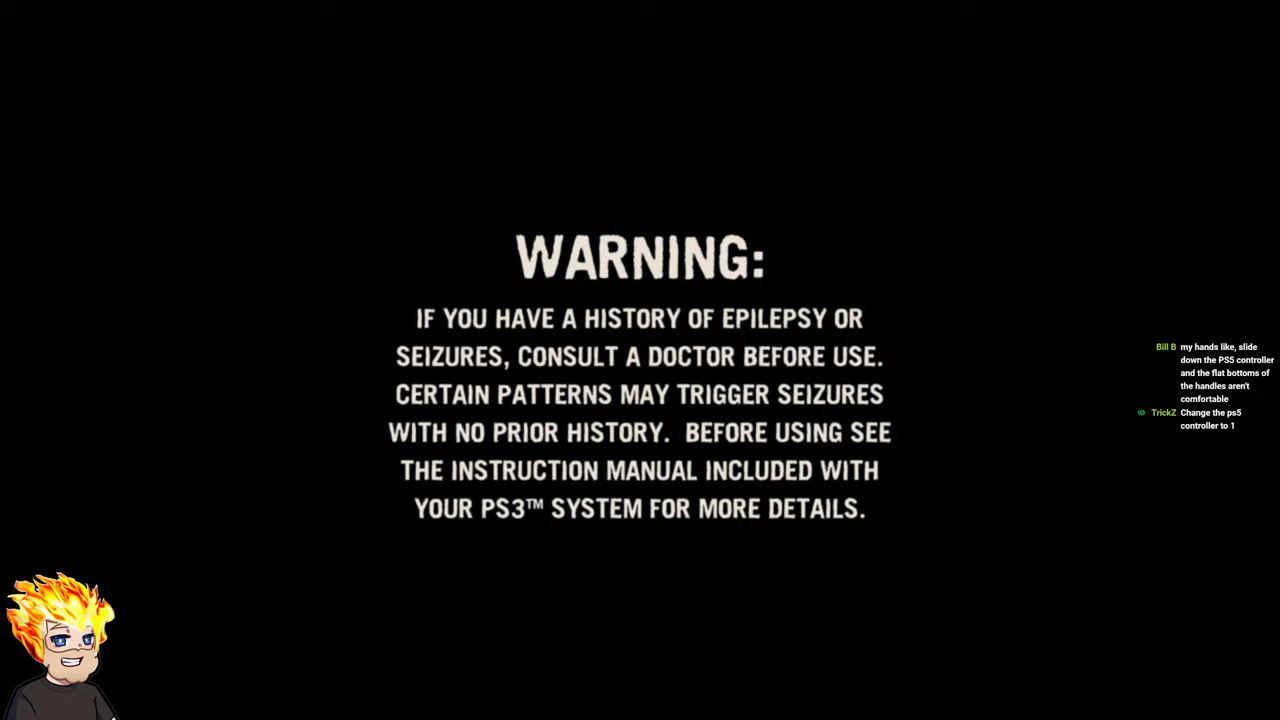 WARNING:
IF YOU HAVE A HISTORY OF EPILEPSY OR
SEIZURES, CONSULT A DOCTOR BEFORE USE.
CERTAIN PATTERNS MAY TRIGGER SEIZURES
WITH NO PRIOR HISTORY. BEFORE USING SEE
THE INSTRUCTION MANUAL INCLUDED WITH
YOUR PS3™ SYSTEM FOR MORE DETAILS.
Bill B my hands like, slide
down the PS5 controller
and the flat bottoms of
the handles aren't
comfortable
TrickZ Change the ps5
controller to 1